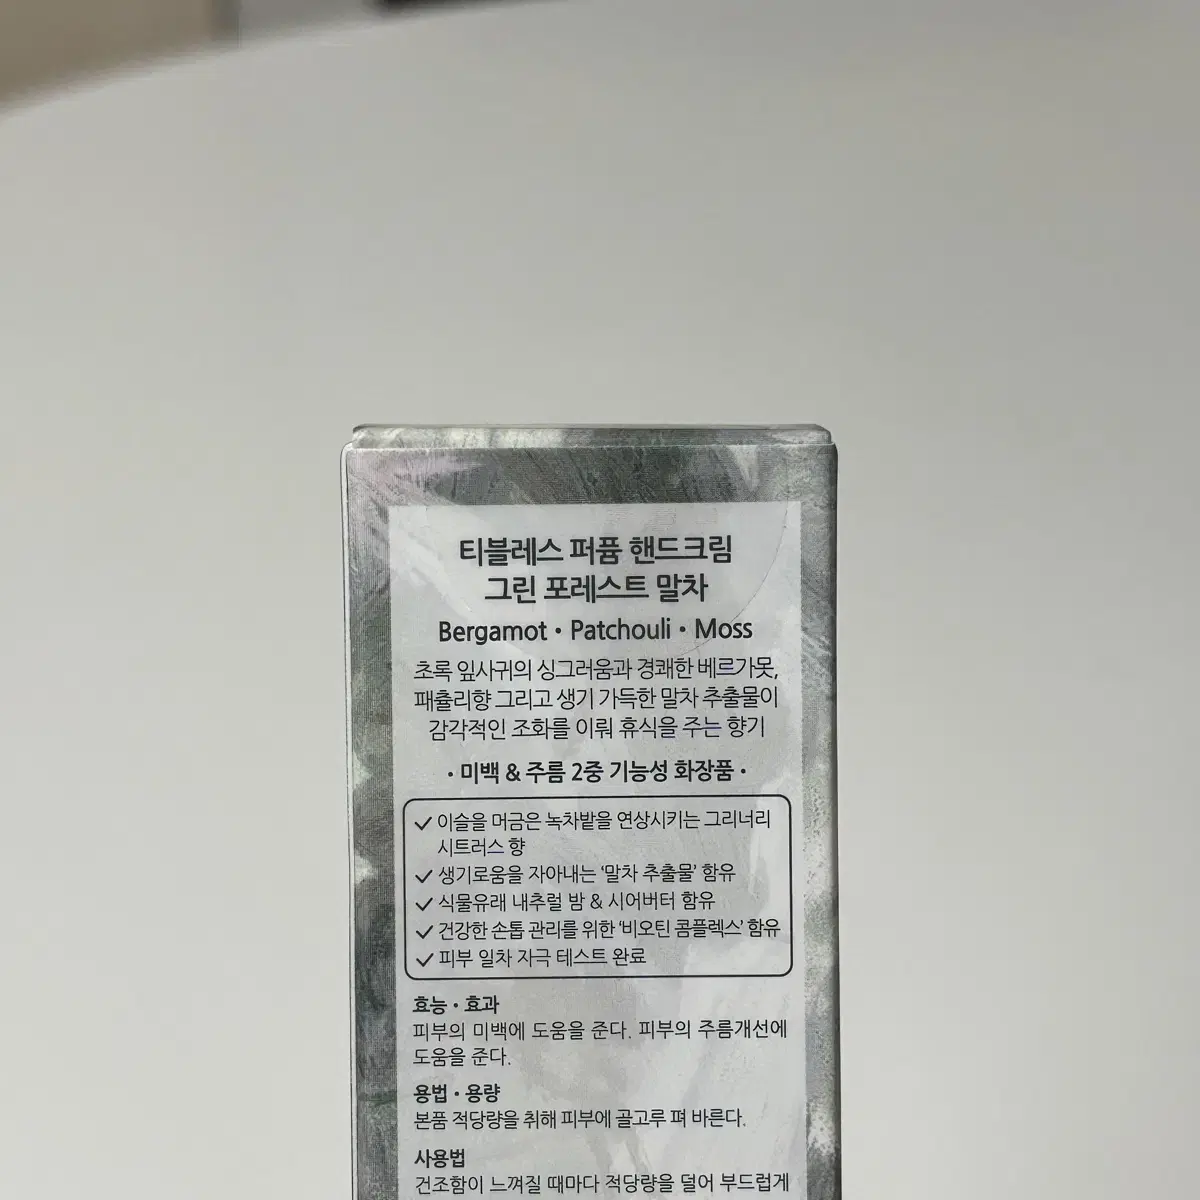 티블레스 퍼퓸 핸드크림
그린 포레스트 말차
Bergamot · Patchouli · Moss
초록 잎사귀의 싱그러움과 경쾌한 베르가못,
패츌리향 그리고 생기 가득한 말차 추출물이
감각적인 조화를 이뤄 휴식을 주는 향기
· 미백 & 주름 2중 기능성 화장품 ·
✓ 이슬을 머금은 녹차밭을 연상시키는 그리너리
시트러스 향
✓ 생기로움을 자아내는 '말차 추출물' 함유
✓ 식물유래 내추럴 밤 & 시어버터 함유
✓ 건강한 손톱 관리를 위한 '비오틴 콤플렉스' 함유
✓ 피부 일차 자극 테스트 완료
효능 · 효과
피부의 미백에 도움을 준다. 피부의 주름개선에
도움을 준다.
용법 · 용량
본품 적당량을 취해 피부에 골고루 펴 바른다.
사용법
건조함이 느껴질 때마다 적당량을 덜어 부드럽게